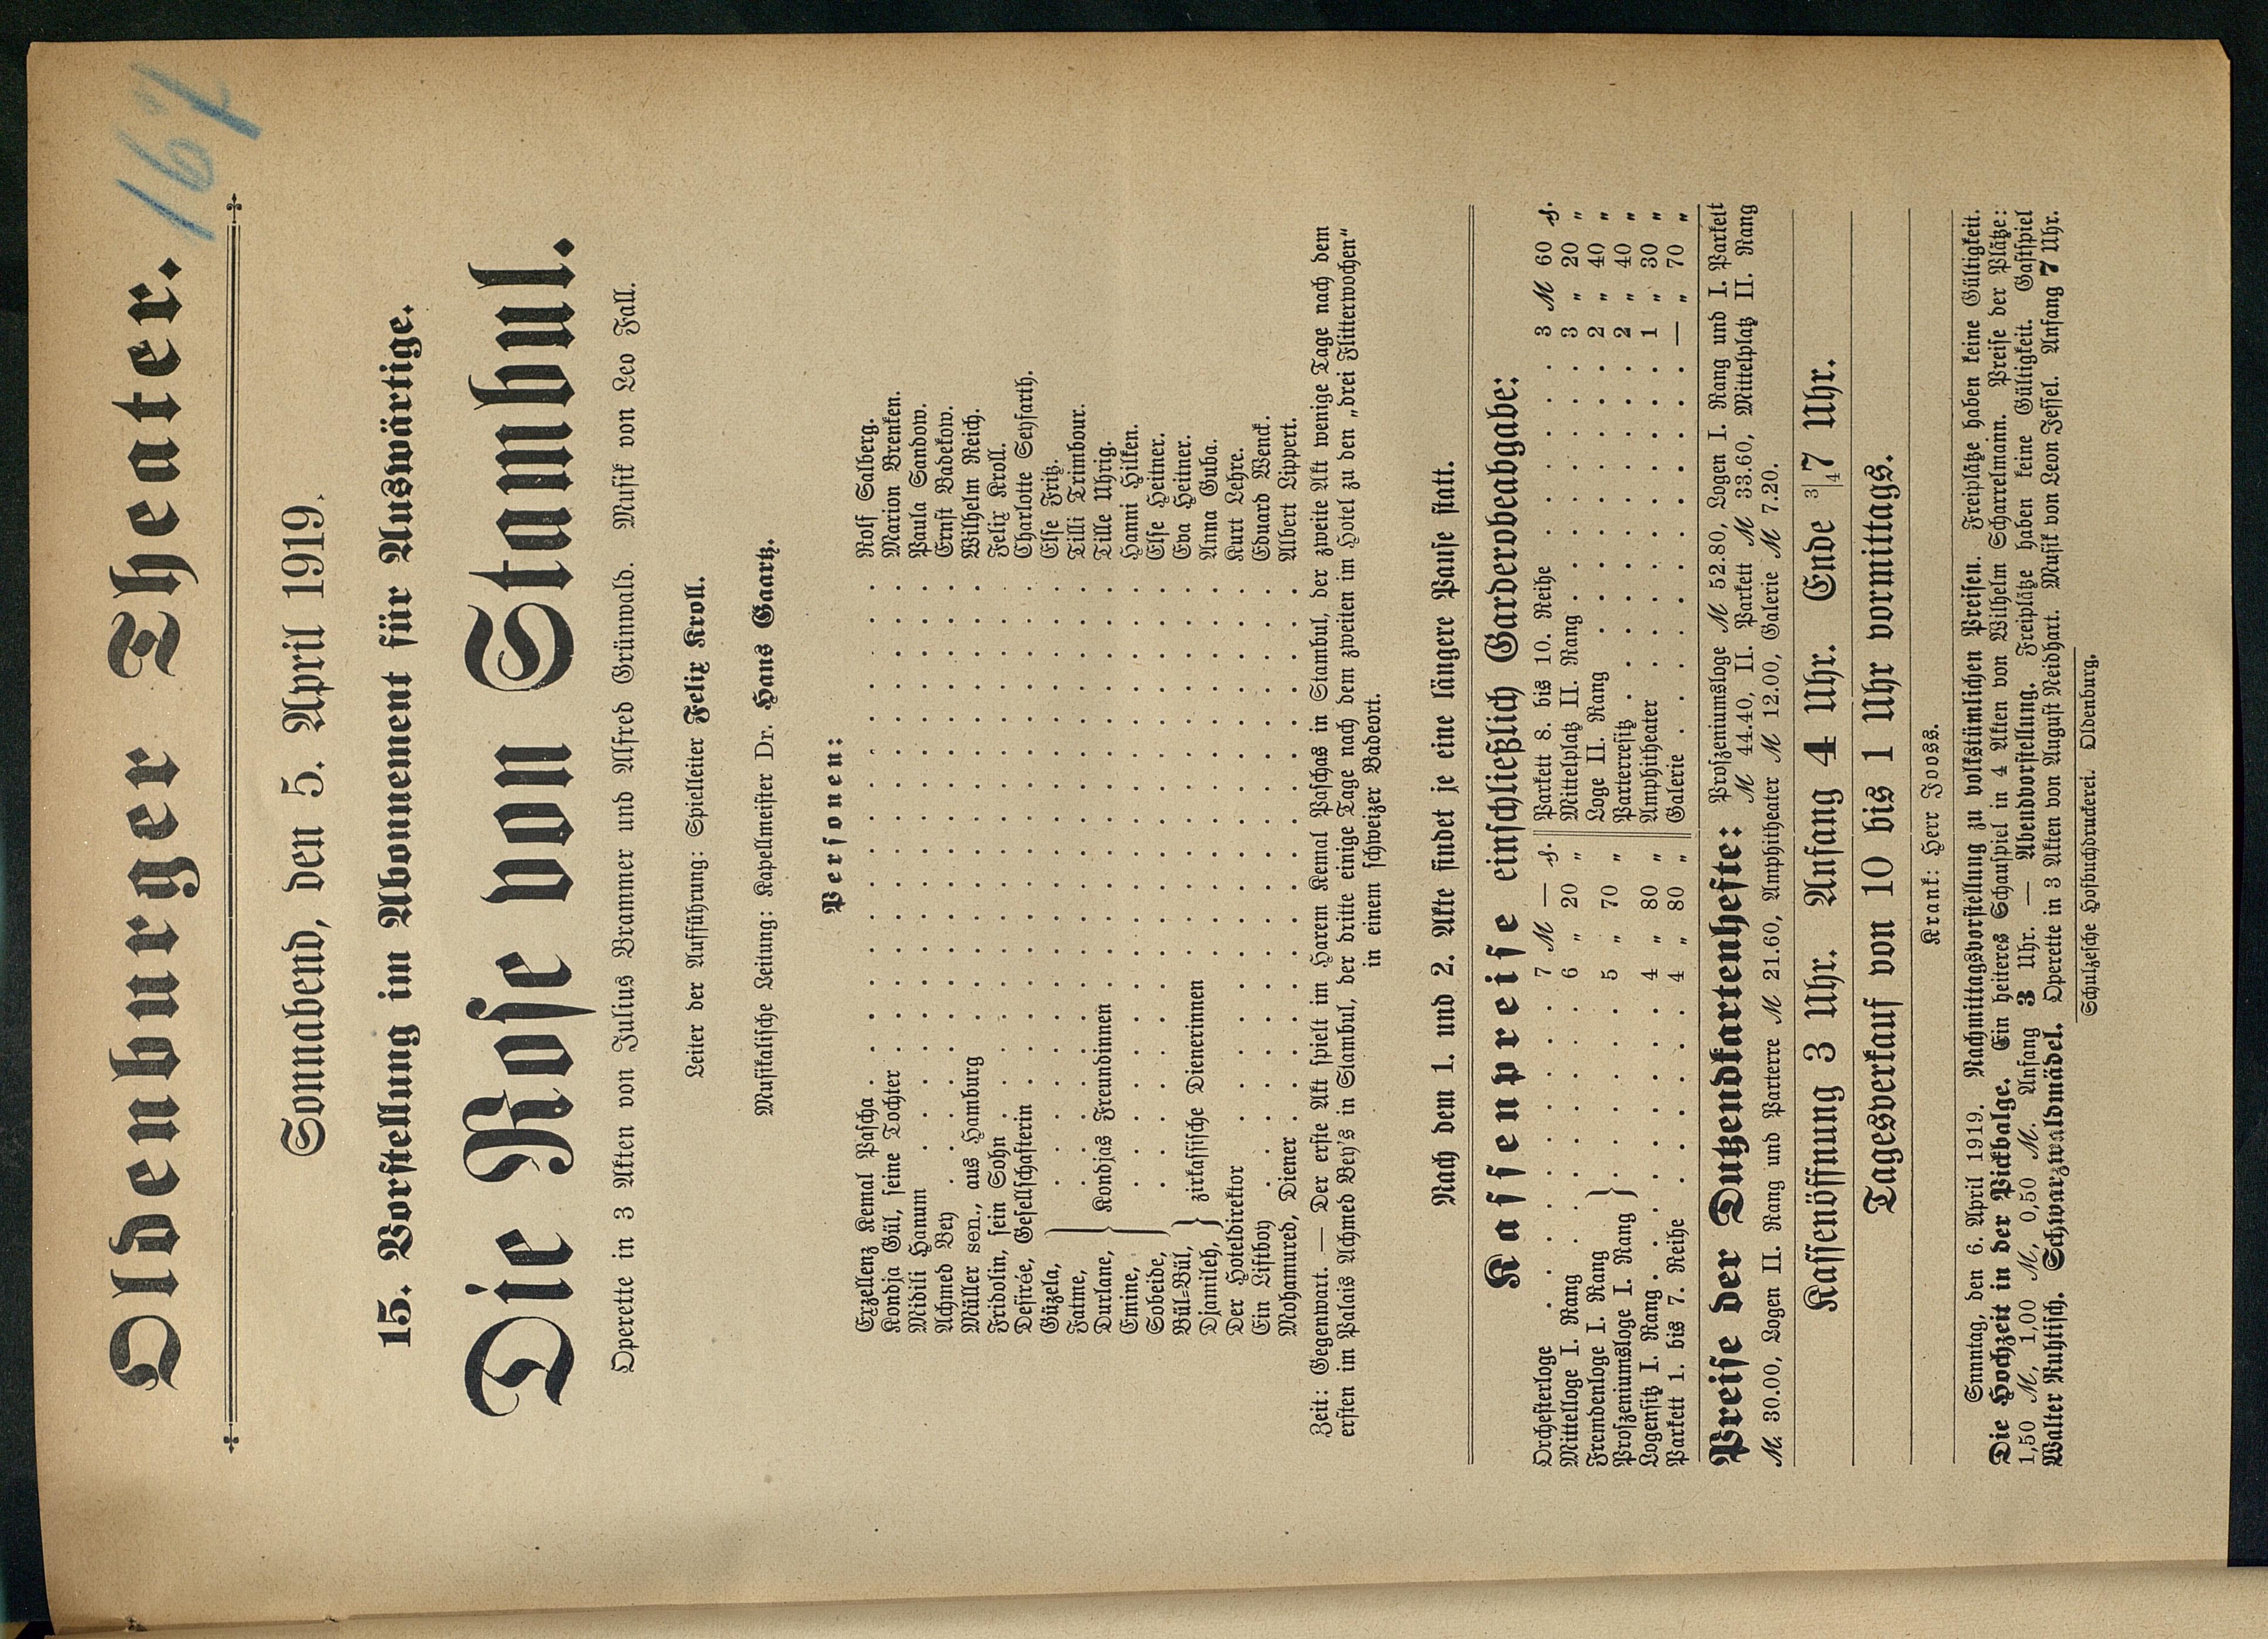 167
Oldenburger Theater.
Sonnabend, den 5. April 1919.
15. Vorstellung im Abonnement für Auswärtige.
Die Rose von Stambul.
Operette in 3 Akten von Julius Brammer und Alfred Grünwald. Musik von Leo Fall.
Leiter der Aufführung: Spielleiter Felix Kroll.
Musikalische Leitung: Kapellmeister Dr. Hans Gaartz.
Personen:
Exzellenz Kemal Pascha . . . . Rolf Salberg.
Kondja Gül, seine Tochter . . . . Marion Brenken.
Midili Hanum . . . . Paula Sandow.
Achmed Bey . . . . Ernst Badekow.
Müller sen., aus Hamburg . . . . Wilhelm Reich.
Fridolin, sein Sohn . . . . Felix Kroll.
Desirée, Gesellschafterin . . . . Charlotte Seyfarth.
Güzela, . . . . Else Fritz.
Fatme, . . . . Tilli Trimbour.
Durlane, } Kondjas Freundinnen . . . . Tille Uhrig.
Emine, . . . . Hanni Hilken.
Sobeide, . . . . Else Heitner.
Bül-Bül, } zirkassische Dienerinnen . . . . Eva Heitner.
Djamileh, . . . . Anna Guba.
Der Hoteldirektor . . . . Kurt Lehre.
Ein Liftboy . . . . Eduard Wenck.
Mohamured, Diener . . . . Albert Lippert.
Zeit: Gegenwart. — Der erste Akt spielt im Harem Kemal Paschas in Stambul, der zweite Akt wenige Tage nach dem
ersten im Palais Achmed Bey's in Stambul, der dritte einige Tage nach dem zweiten im Hotel zu den „drei Flitterwochen"
in einem schweizer Badeort.
Nach dem 1. und 2. Akte findet je eine längere Pause statt.
Kassenpreise einschließlich Garderobeabgabe:
Orchesterloge . . . . 7 M — ₰.
Mittelloge I. Rang . . . . 6 „ 20 „
Fremdenloge I. Rang
Proszeniumsloge I. Rang } . . . . 5 „ 70 „
Logensitz I. Rang . . . . 4 „ 80 „
Parkett 1. bis 7. Reihe . . . . 4 „ 80 „
Parkett 8. bis 10. Reihe . . . . 3 M 60 ₰.
Mittelplatz II. Rang . . . . 3 „ 20 „
Loge II. Rang . . . . 2 „ 40 „
Parterresitz . . . . 2 „ 40 „
Amphitheater . . . . 1 „ 30 „
Galerie . . . . — „ 70 „
Preise der Dutzendkartenhefte: Proszeniumsloge M 52.80, Logen I. Rang und I. Parkett
M 44.40, II. Parkett M 33.60, Mittelplatz II. Rang
M. 30.00, Logen II. Rang und Parterre M 21.60, Amphitheater M 12.00, Galerie M 7.20.
Kassenöffnung 3 Uhr. Anfang 4 Uhr. Ende 3/4 7 Uhr.
Tagesverkauf von 10 bis 1 Uhr vormittags.
Krank: Herr Jooss.
Sonntag, den 6. April 1919. Nachmittagsvorstellung zu volkstümlichen Preisen. Freiplätze haben keine Gültigkeit.
Die Hochzeit in der Pickbalge. Ein heiteres Schauspiel in 4 Akten von Wilhelm Scharrelmann. Preise der Plätze:
1,50 M, 1,00 M, 0,50 M. Anfang 3 Uhr. — Abendvorstellung. Freiplätze haben keine Gültigkeit. Gastspiel
Walter Ruhtisch. Schwarzwaldmädel. Operette in 3 Akten von August Neidhart. Musik von Leon Jessel. Anfang 7 Uhr.
Schulzesche Hofbuchdruckerei. Oldenburg.